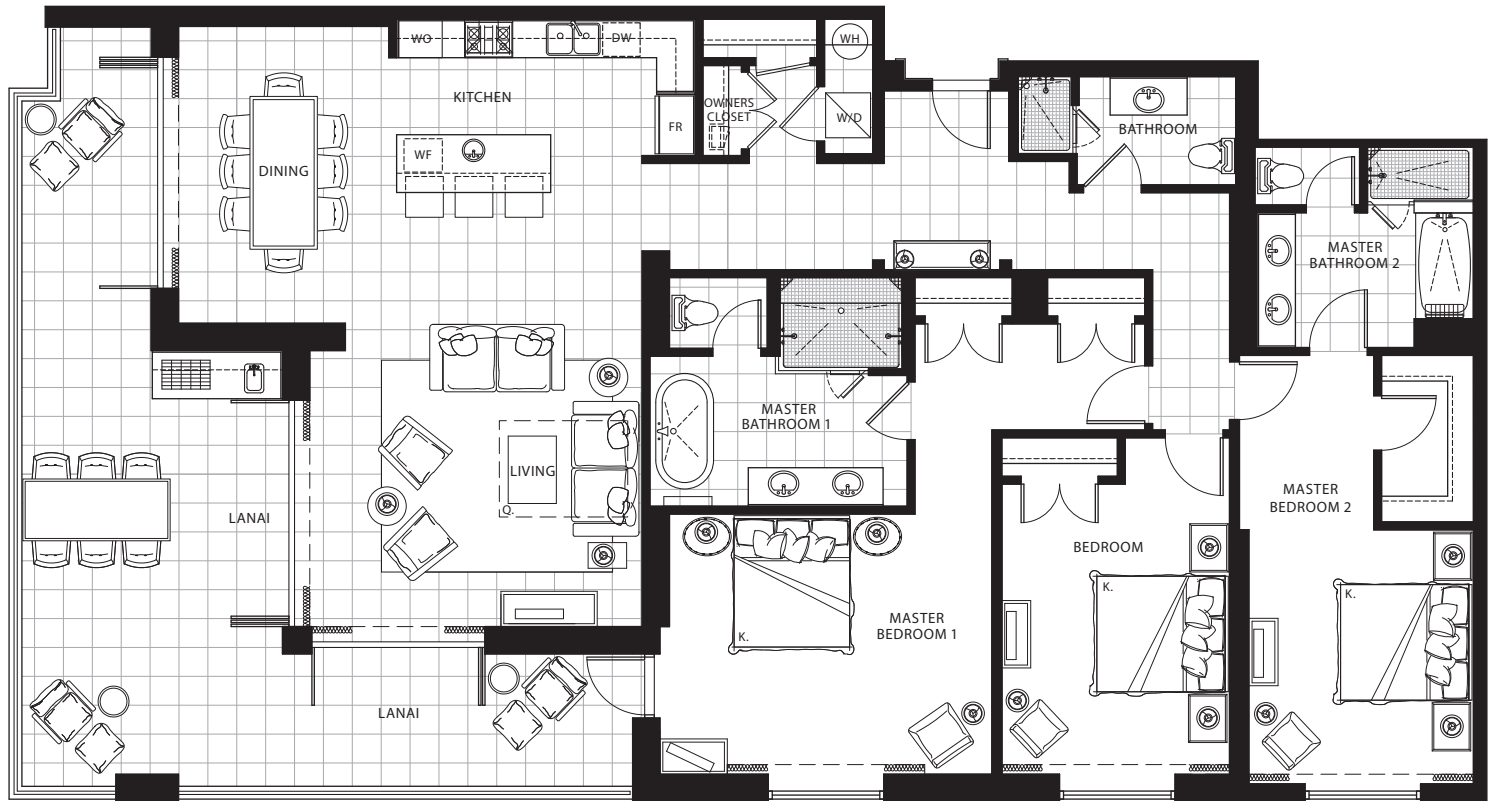 WO
DW
WH
KITCHEN
OWNERS
CLOSET
FR
W/D
BATHROOM
WF
DINING
MASTER
BATHROOM 2
MASTER
BATHROOM 1
LIVING
Q.
LANAI
MASTER
BEDROOM 2
BEDROOM
K.
K.
MASTER
BEDROOM 1
K.
LANAI